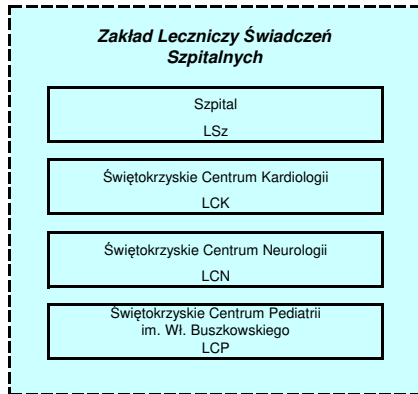 Zakład Leczniczy Świadczeń
Szpitalnych
Szpital
LSz
Świętokrzyskie Centrum Kardiologii
LCK
Świętokrzyskie Centrum Neurologii
LCN
Świętokrzyskie Centrum Pediatrii
im. Wł. Buszkowskiego
LCP